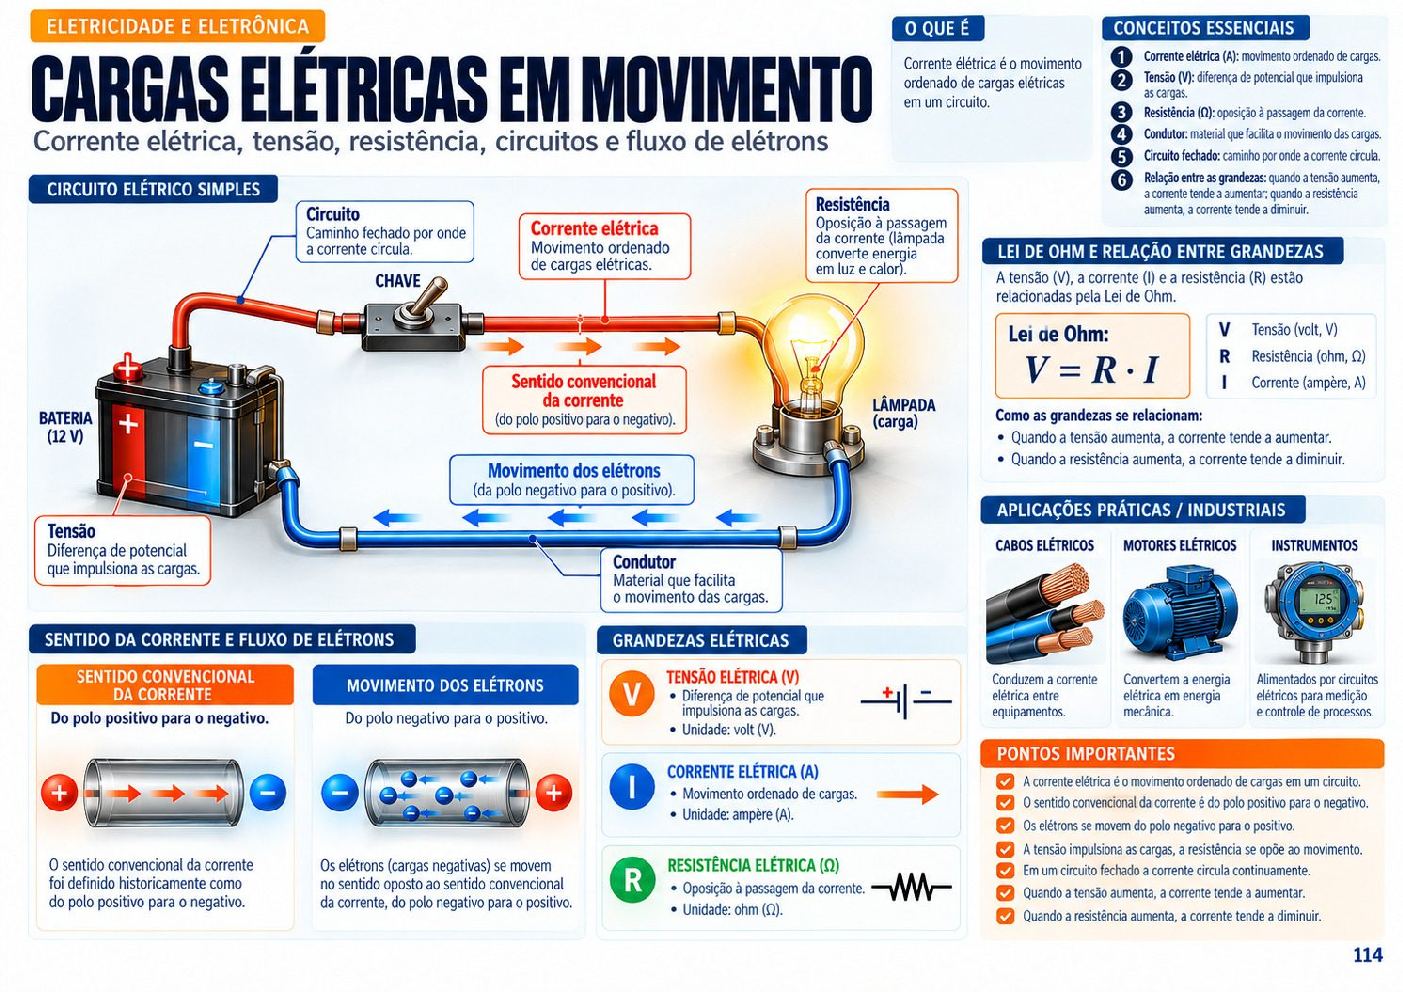 ELETRICIDADE E ELETRÔNICA
CARGAS ELÉTRICAS EM MOVIMENTO
Corrente elétrica, tensão, resistência, circuitos e fluxo de elétrons
O QUE É
Corrente elétrica é o movimento
ordenado de cargas elétricas
em um circuito.
CONCEITOS ESSENCIAIS
1 Corrente elétrica (A): movimento ordenado de cargas.
2 Tensão (V): diferença de potencial que impulsiona
as cargas.
3 Resistência (Ω): oposição à passagem da corrente.
4 Condutor: material que facilita o movimento das cargas.
5 Circuito fechado: caminho por onde a corrente circula.
6 Relação entre as grandezas: quando a tensão aumenta,
a corrente tende a aumentar; quando a resistência
aumenta, a corrente tende a diminuir.
CIRCUITO ELÉTRICO SIMPLES
Circuito
Caminho fechado por onde
a corrente circula.
CHAVE
Corrente elétrica
Movimento ordenado
de cargas elétricas.
Resistência
Oposição à passagem
da corrente (lâmpada
converte energia
em luz e calor).
Sentido convencional
da corrente
(do polo positivo para o negativo).
BATERIA
(12 V)
+
−
LÂMPADA
(carga)
Movimento dos elétrons
(da polo negativo para o positivo).
Tensão
Diferença de potencial
que impulsiona as cargas.
Condutor
Material que facilita
o movimento das cargas.
LEI DE OHM E RELAÇÃO ENTRE GRANDEZAS
A tensão (V), a corrente (I) e a resistência (R) estão
relacionadas pela Lei de Ohm.
Lei de Ohm:
V = R · I
V Tensão (volt, V)
R Resistência (ohm, Ω)
I Corrente (ampère, A)
Como as grandezas se relacionam:
• Quando a tensão aumenta, a corrente tende a aumentar.
• Quando a resistência aumenta, a corrente tende a diminuir.
APLICAÇÕES PRÁTICAS / INDUSTRIAIS
CABOS ELÉTRICOS
Conduzem a corrente
elétrica entre
equipamentos.
MOTORES ELÉTRICOS
Convertem a energia
elétrica em energia
mecânica.
INSTRUMENTOS
125
Alimentados por circuitos
elétricos para medição
e controle de processos.
SENTIDO DA CORRENTE E FLUXO DE ELÉTRONS
SENTIDO CONVENCIONAL
DA CORRENTE
Do polo positivo para o negativo.
+ −
O sentido convencional da corrente
foi definido historicamente como
do polo positivo para o negativo.
MOVIMENTO DOS ELÉTRONS
Do polo negativo para o positivo.
− +
Os elétrons (cargas negativas) se movem
no sentido oposto ao sentido convencional
da corrente, do polo negativo para o positivo.
GRANDEZAS ELÉTRICAS
V
TENSÃO ELÉTRICA (V)
• Diferença de potencial que
impulsiona as cargas.
• Unidade: volt (V).
+ −
I
CORRENTE ELÉTRICA (A)
• Movimento ordenado de cargas.
• Unidade: ampère (A).
R
RESISTÊNCIA ELÉTRICA (Ω)
• Oposição à passagem da corrente.
• Unidade: ohm (Ω).
PONTOS IMPORTANTES
A corrente elétrica é o movimento ordenado de cargas em um circuito.
O sentido convencional da corrente é do polo positivo para o negativo.
Os elétrons se movem do polo negativo para o positivo.
A tensão impulsiona as cargas, a resistência se opõe ao movimento.
Em um circuito fechado a corrente circula continuamente.
Quando a tensão aumenta, a corrente tende a aumentar.
Quando a resistência aumenta, a corrente tende a diminuir.
114